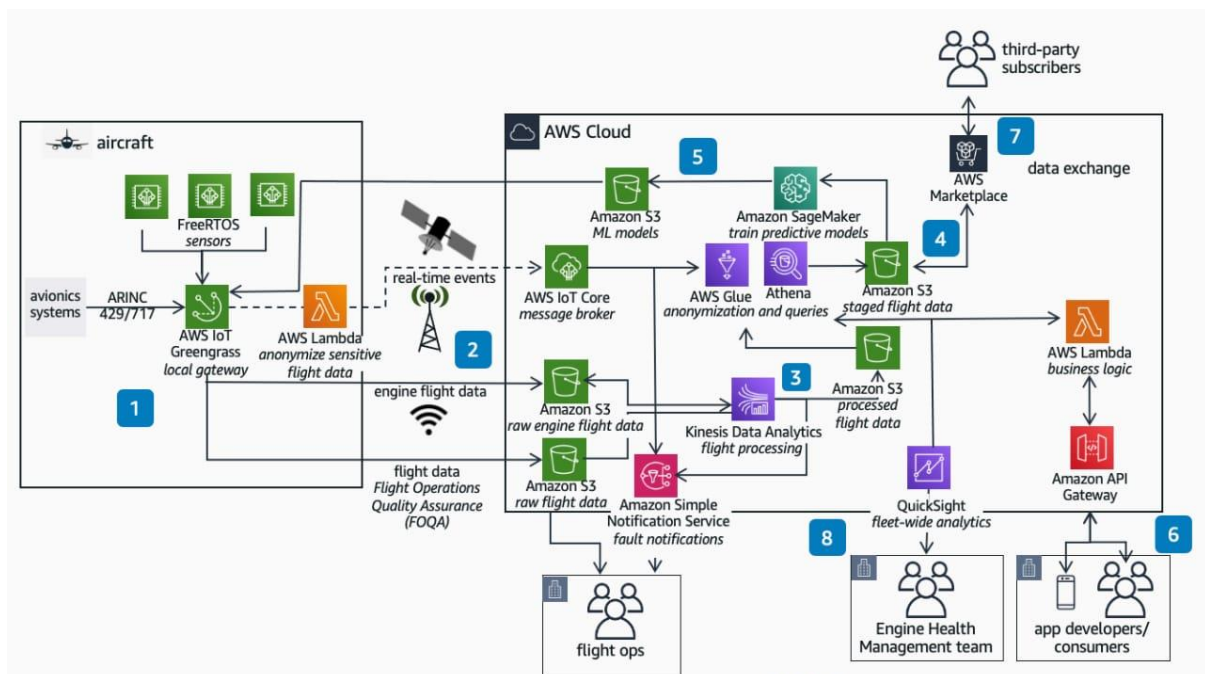 third-party
subscribers
AWS Cloud
aircraft
7
data exchange
AWS
Marketplace
5
Amazon S3
ML models
Amazon SageMaker
train predictive models
4
FreeRTOS
sensors
real-time events
avionics
systems
ARINC
429/717
AWS IoT
Greengrass
local gateway
AWS Lambda
anonymize sensitive
flight data
2
AWS IoT Core
message broker
AWS Glue
Athena
anonymization and queries
Amazon S3
staged flight data
AWS Lambda
business logic
1
engine flight data
Amazon S3
raw engine flight data
3
Kinesis Data Analytics
flight processing
Amazon S3
processed
flight data
flight data
Flight Operations
Quality Assurance
(FOQA)
Amazon S3
raw flight data
Amazon Simple
Notification Service
fault notifications
QuickSight
fleet-wide analytics
Amazon API
Gateway
8
6
flight ops
Engine Health
Management team
app developers/
consumers